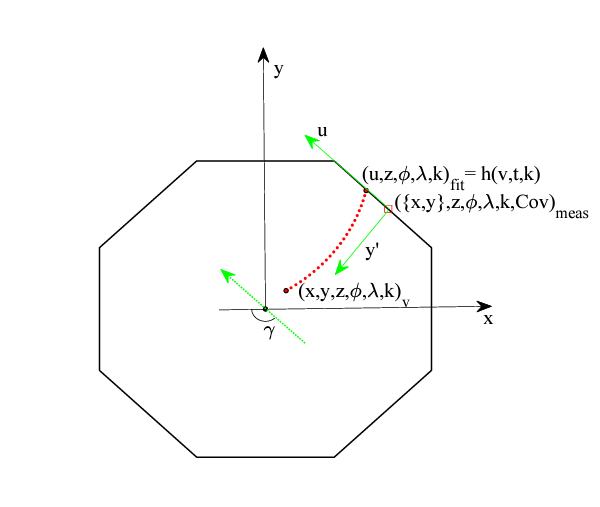 y
u
(u,z,ϕ,λ,k)fit= h(v,t,k)
({x,y},z,ϕ,λ,k,Cov)meas
y'
(x,y,z,ϕ,λ,k)v
x
γ